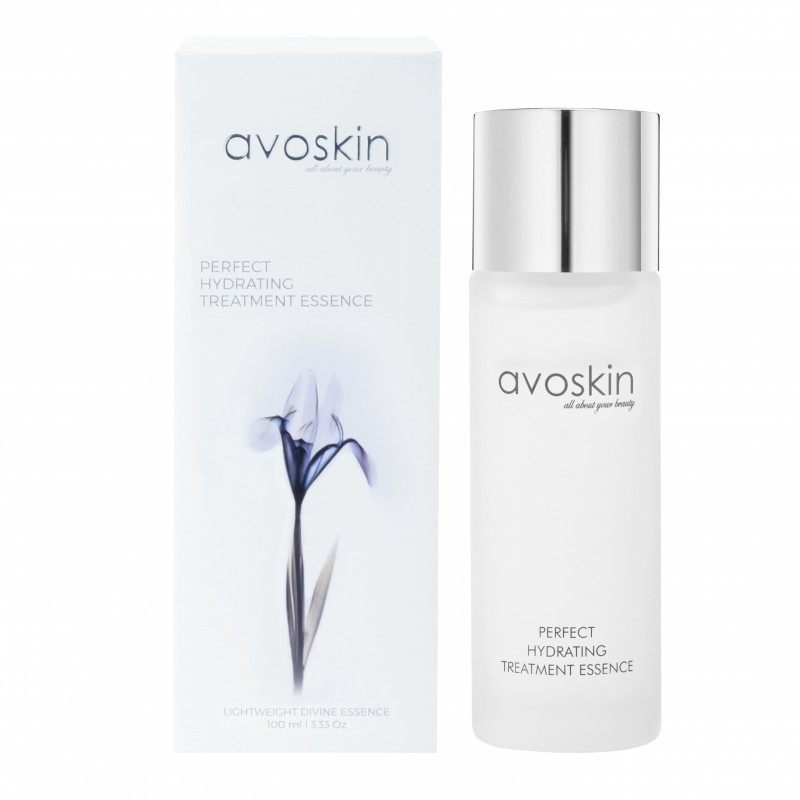 avoskin
all about your beauty
PERFECT
HYDRATING
TREATMENT ESSENCE
LIGHTWEIGHT DIVINE ESSENCE
100 ml | 3.33 Oz
avoskin
all about your beauty
PERFECT
HYDRATING
TREATMENT ESSENCE